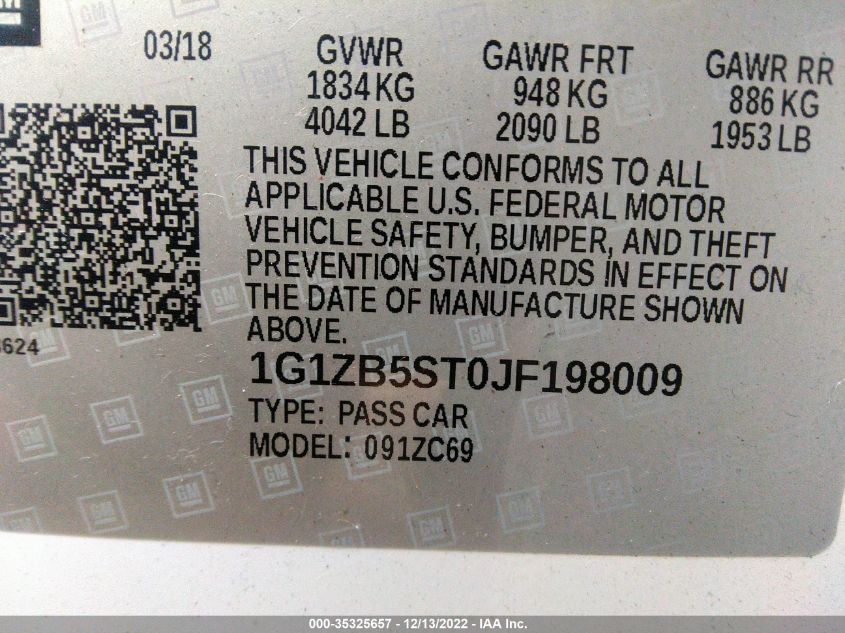 03/18 GVWR GAWR FRT GAWR RR
1834 KG 948 KG 886 KG
4042 LB 2090 LB 1953 LB
THIS VEHICLE CONFORMS TO ALL
APPLICABLE U.S. FEDERAL MOTOR
VEHICLE SAFETY, BUMPER, AND THEFT
PREVENTION STANDARDS IN EFFECT ON
THE DATE OF MANUFACTURE SHOWN
ABOVE.
1G1ZB5ST0JF198009
TYPE: PASS CAR
MODEL: 091ZC69
000-35325657 - 12/13/2022 - IAA Inc.